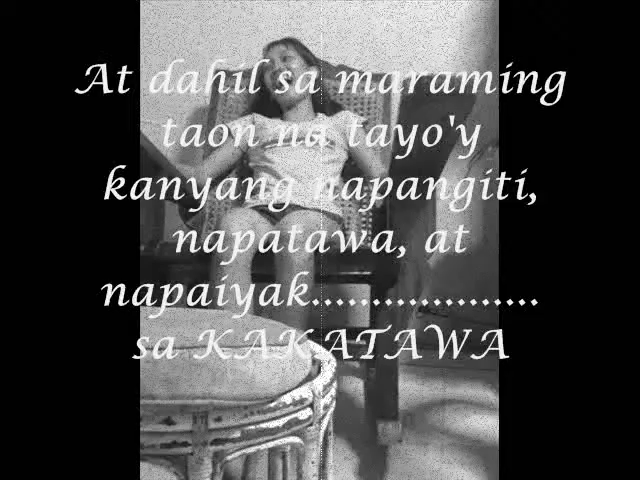 At dahil sa maraming
taon na tayo'y
kanyang napangiti,
napatawa, at
napaiyak...................
sa KAKATAWA